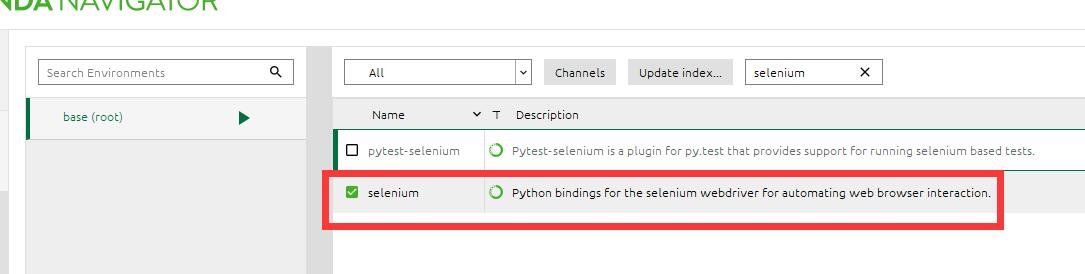 NDA NAVIGATOR
Search Environments
All
Channels
Update index...
selenium
base (root)
Name
T
Description
pytest-selenium
Pytest-selenium is a plugin for py.test that provides support for running selenium based tests.
selenium
Python bindings for the selenium webdriver for automating web browser interaction.